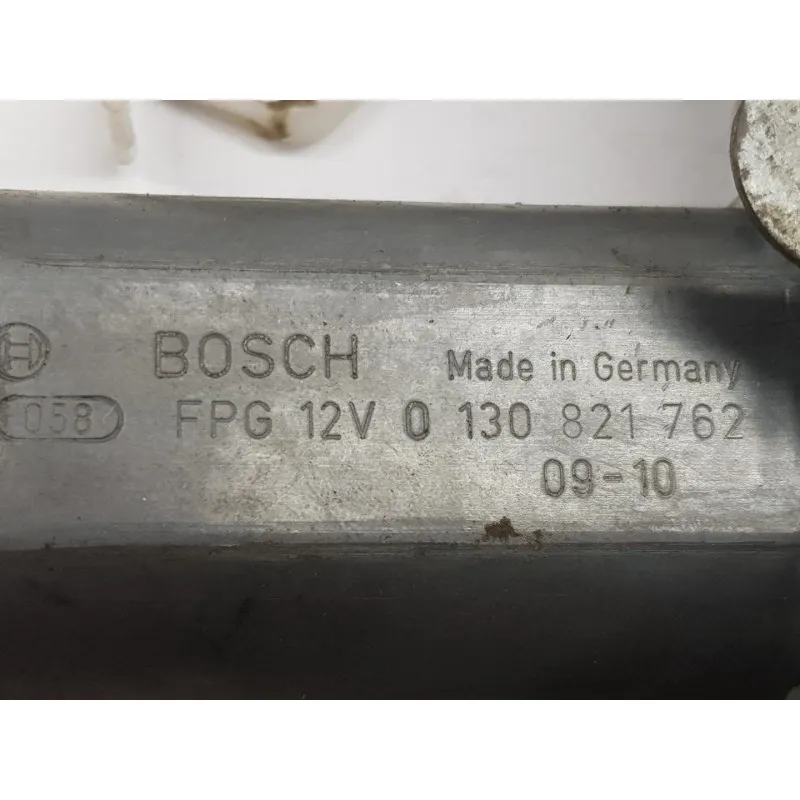 BOSCH Made in Germany
058 FPG 12V 0 130 821 762
09-10